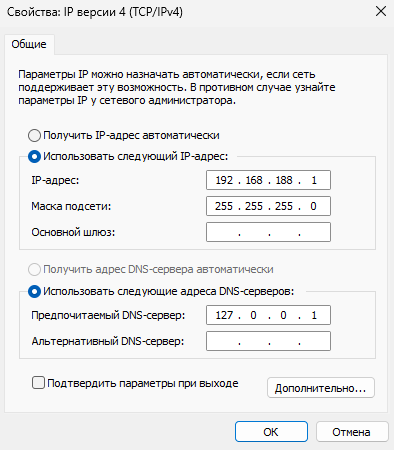 Свойства: IP версии 4 (TCP/IPv4)
Общие
Параметры IP можно назначать автоматически, если сеть
поддерживает эту возможность. В противном случае узнайте
параметры IP у сетевого администратора.
Получить IP-адрес автоматически
Использовать следующий IP-адрес:
IP-адрес: 192 . 168 . 188 . 1
Маска подсети: 255 . 255 . 255 . 0
Основной шлюз: . . .
Получить адрес DNS-сервера автоматически
Использовать следующие адреса DNS-серверов:
Предпочитаемый DNS-сервер: 127 . 0 . 0 . 1
Альтернативный DNS-сервер: . . .
Подтвердить параметры при выходе
Дополнительно...
ОК Отмена